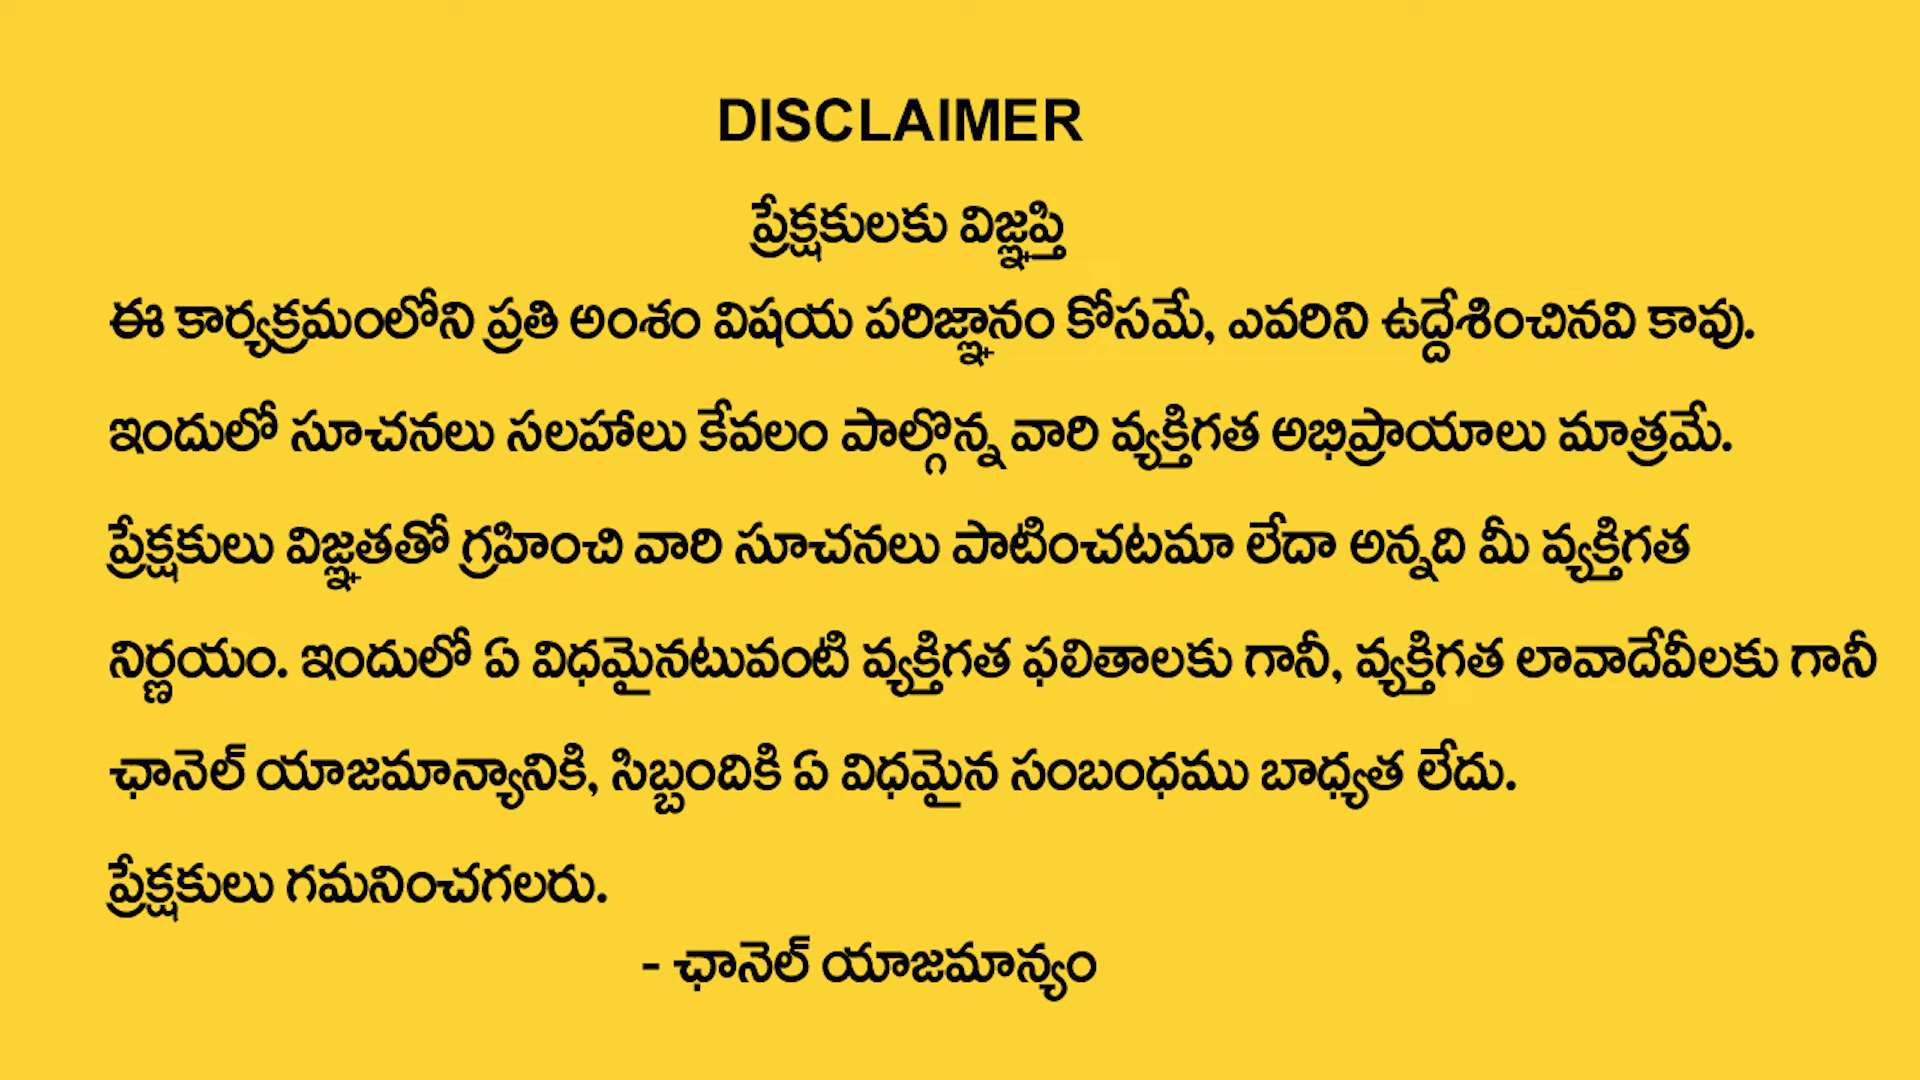 DISCLAIMER
ప్రేక్షకులకు విజ్ఞప్తి
ఈ కార్యక్రమంలోని ప్రతి అంశం విషయ పరిజ్ఞానం కోసమే, ఎవరిని ఉద్దేశించినవి కావు.
ఇందులో సూచనలు సలహాలు కేవలం పాల్గొన్న వారి వ్యక్తిగత అభిప్రాయాలు మాత్రమే.
ప్రేక్షకులు విజ్ఞతతో గ్రహించి వారి సూచనలు పాటించటమా లేదా అన్నది మీ వ్యక్తిగత
నిర్ణయం. ఇందులో ఏ విధమైనటువంటి వ్యక్తిగత ఫలితాలకు గానీ, వ్యక్తిగత లావాదేవీలకు గానీ
ఛానెల్ యాజమాన్యానికి, సిబ్బందికి ఏ విధమైన సంబంధము బాధ్యత లేదు.
ప్రేక్షకులు గమనించగలరు.
- ఛానెల్ యాజమాన్యం